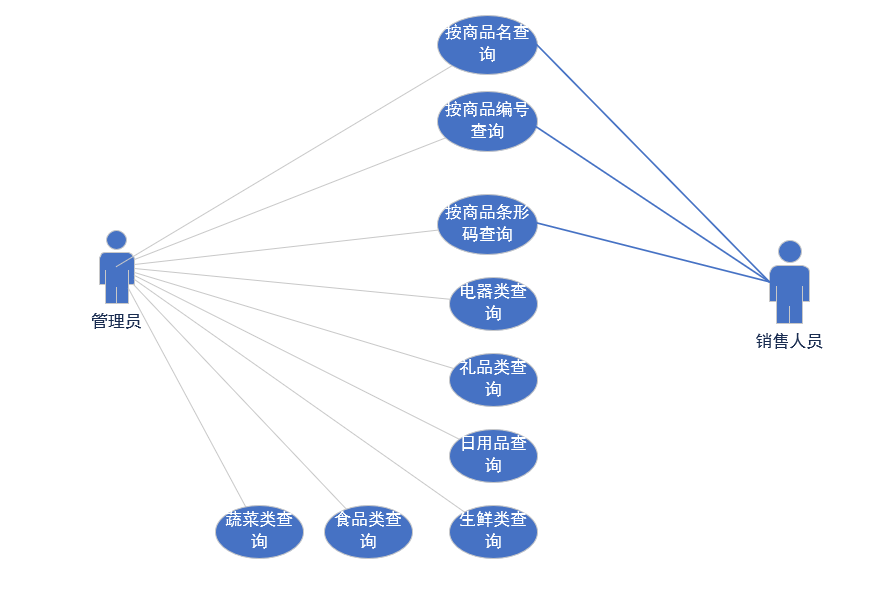 按商品名查
询
按商品编号
查询
按商品条形
码查询
电器类查
询
管理员
销售人员
礼品类查
询
日用品查
询
蔬菜类查
询
食品类查
询
生鲜类查
询